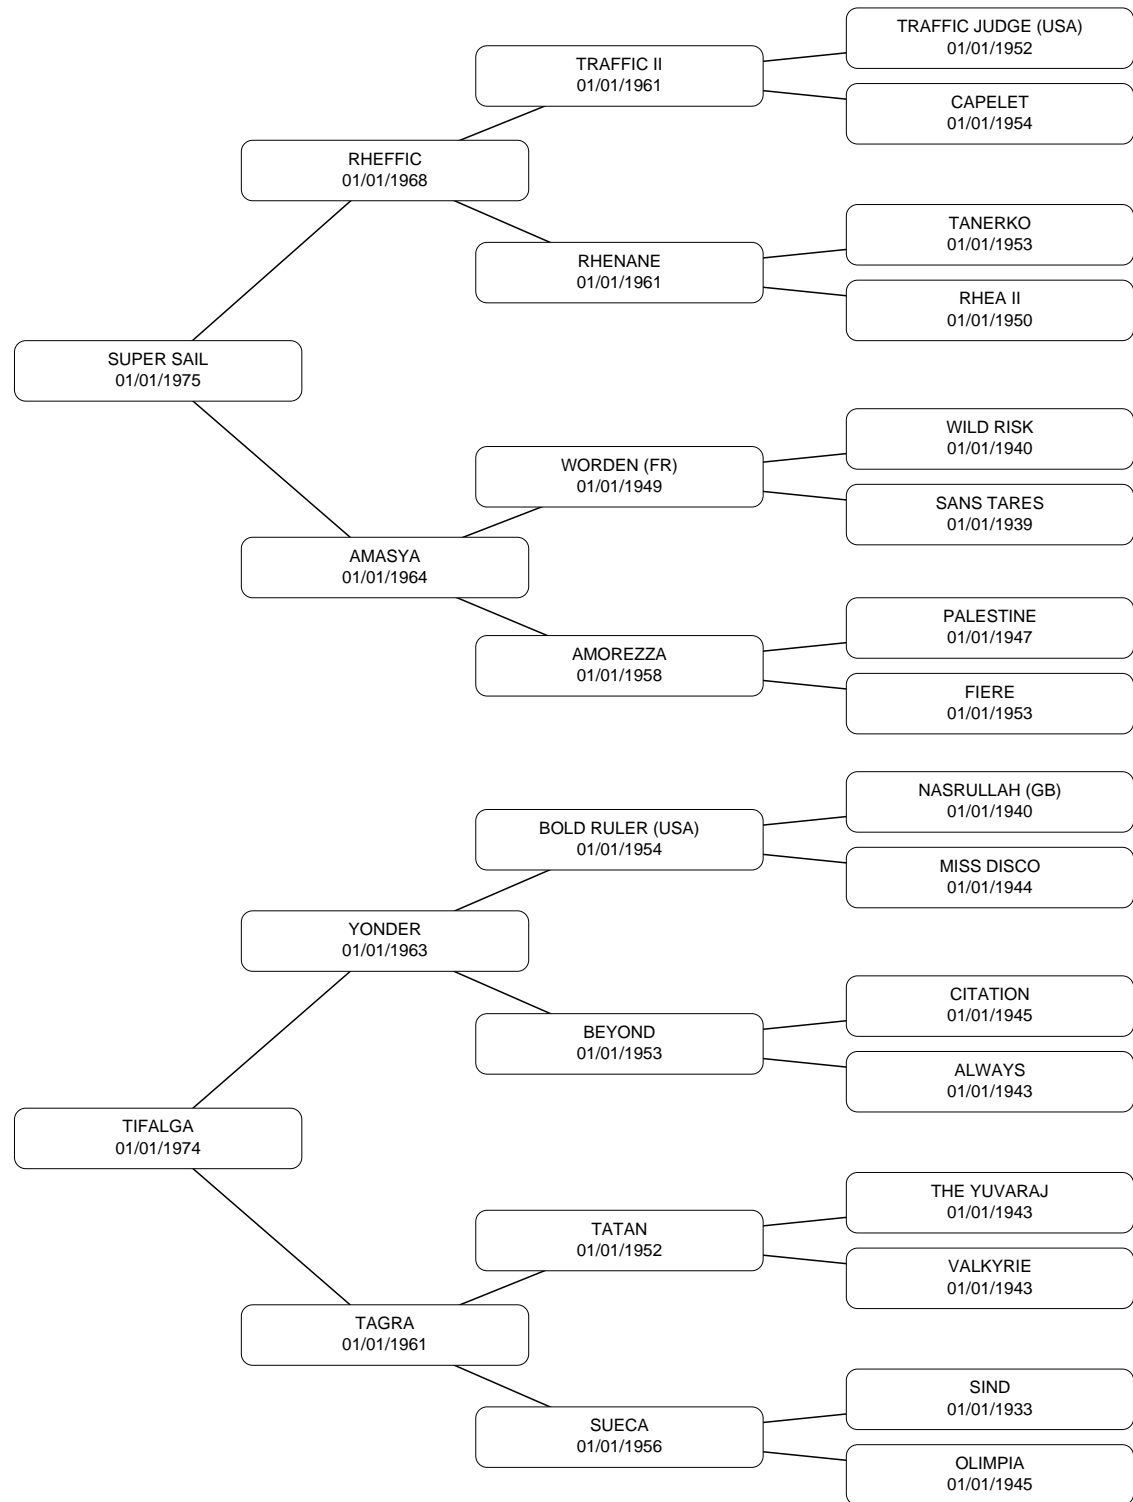 TRAFFIC JUDGE (USA)
01/01/1952
TRAFFIC II
01/01/1961
CAPELET
01/01/1954
RHEFFIC
01/01/1968
TANERKO
01/01/1953
RHENANE
01/01/1961
RHEA II
01/01/1950
SUPER SAIL
01/01/1975
WILD RISK
01/01/1940
WORDEN (FR)
01/01/1949
SANS TARES
01/01/1939
AMASYA
01/01/1964
PALESTINE
01/01/1947
AMOREZZA
01/01/1958
FIERE
01/01/1953
NASRULLAH (GB)
01/01/1940
BOLD RULER (USA)
01/01/1954
MISS DISCO
01/01/1944
YONDER
01/01/1963
CITATION
01/01/1945
BEYOND
01/01/1953
ALWAYS
01/01/1943
TIFALGA
01/01/1974
THE YUVARAJ
01/01/1943
TATAN
01/01/1952
VALKYRIE
01/01/1943
TAGRA
01/01/1961
SIND
01/01/1933
SUECA
01/01/1956
OLIMPIA
01/01/1945